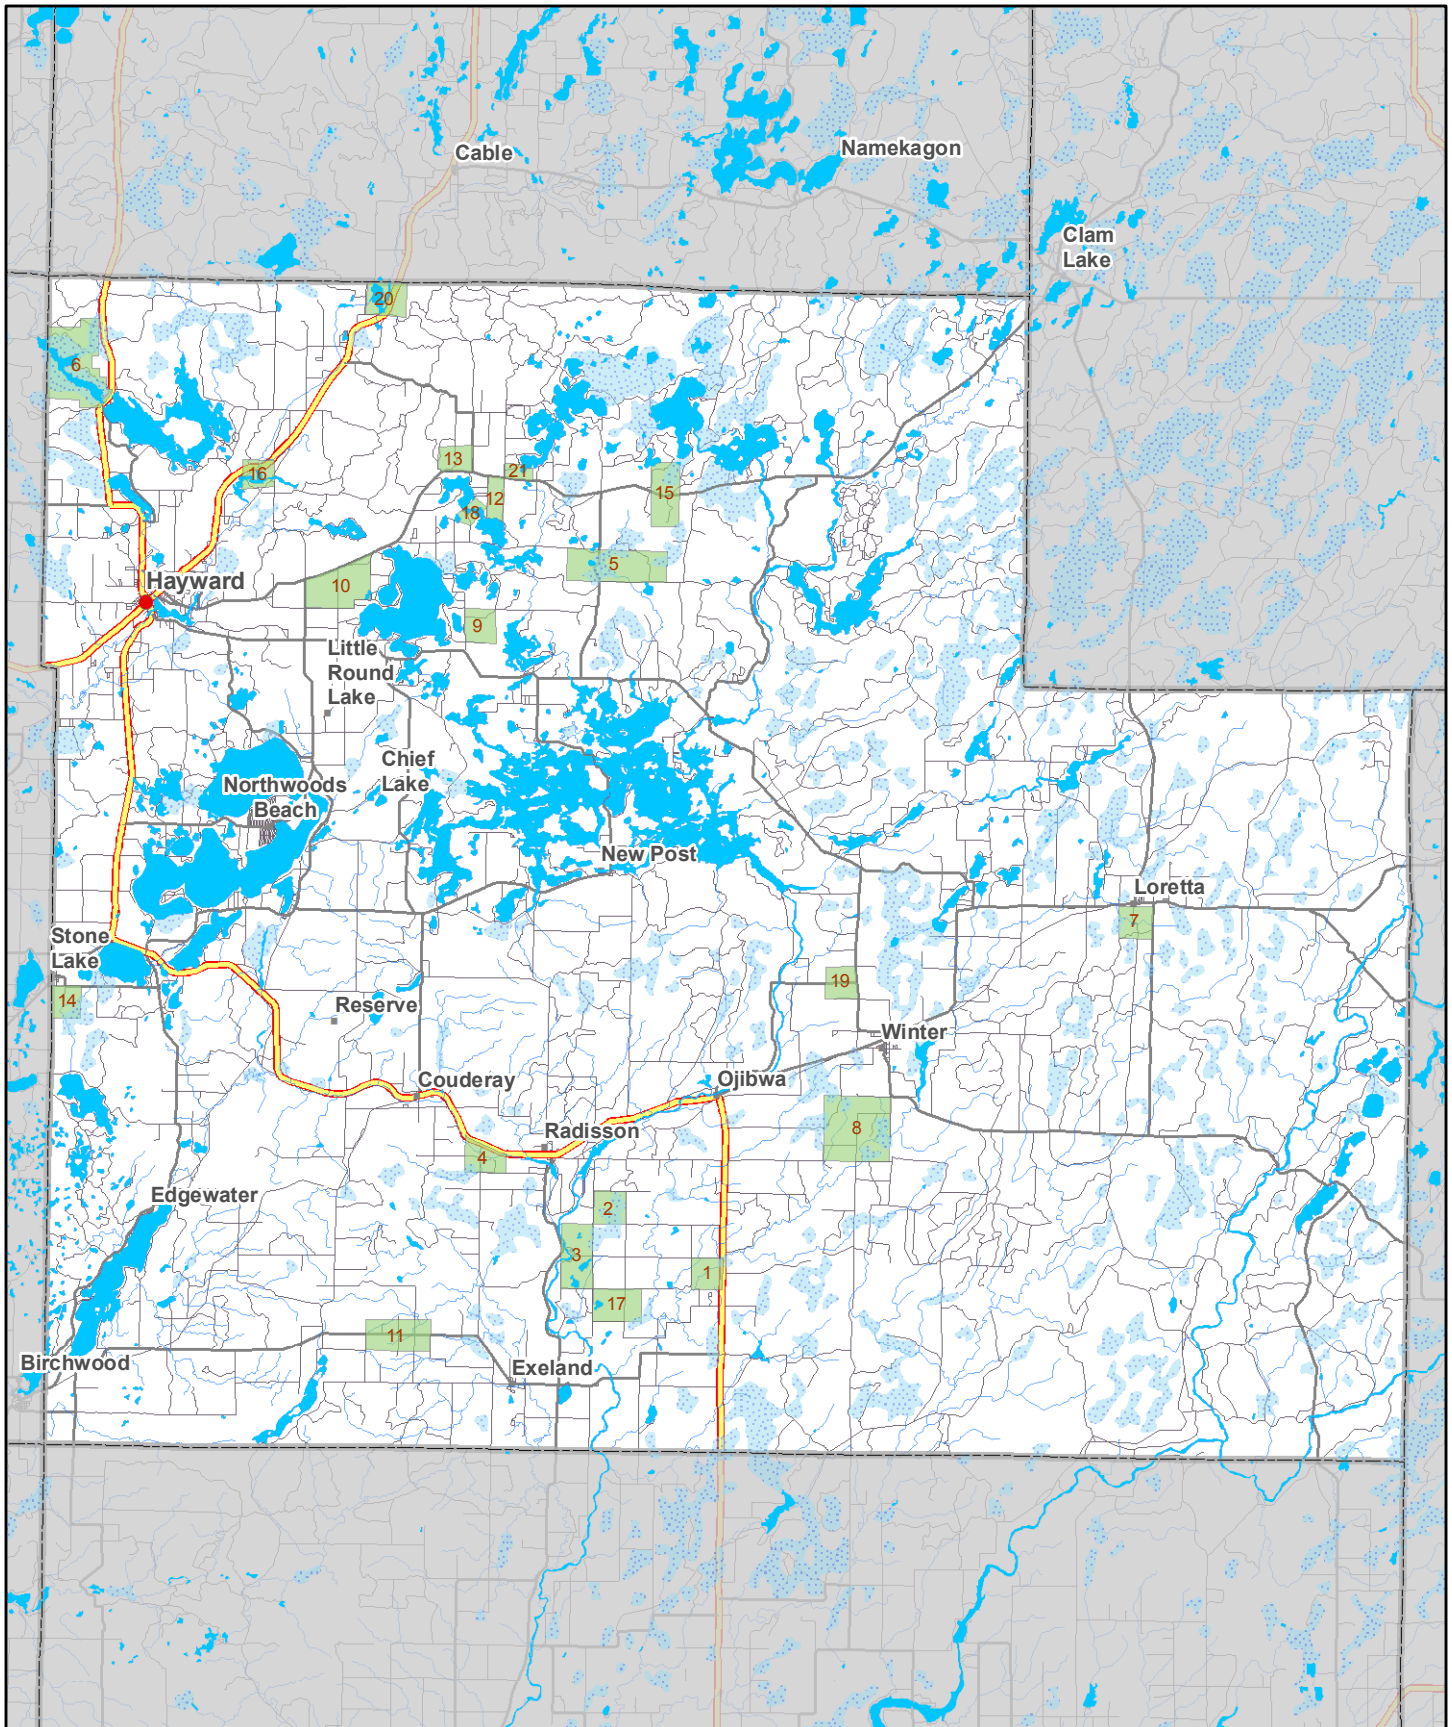 Cable
Namekagon
Clam
Lake
20
6
13
21
16
12
15
18
5
Hayward
10
9
Little
Round
Lake
Chief
Lake
Northwoods
Beach
New Post
Loretta
7
Stone
Lake
19
14
Reserve
Winter
Couderay
Ojibwa
8
Radisson
4
Edgewater
2
3
1
17
11
Birchwood
Exeland